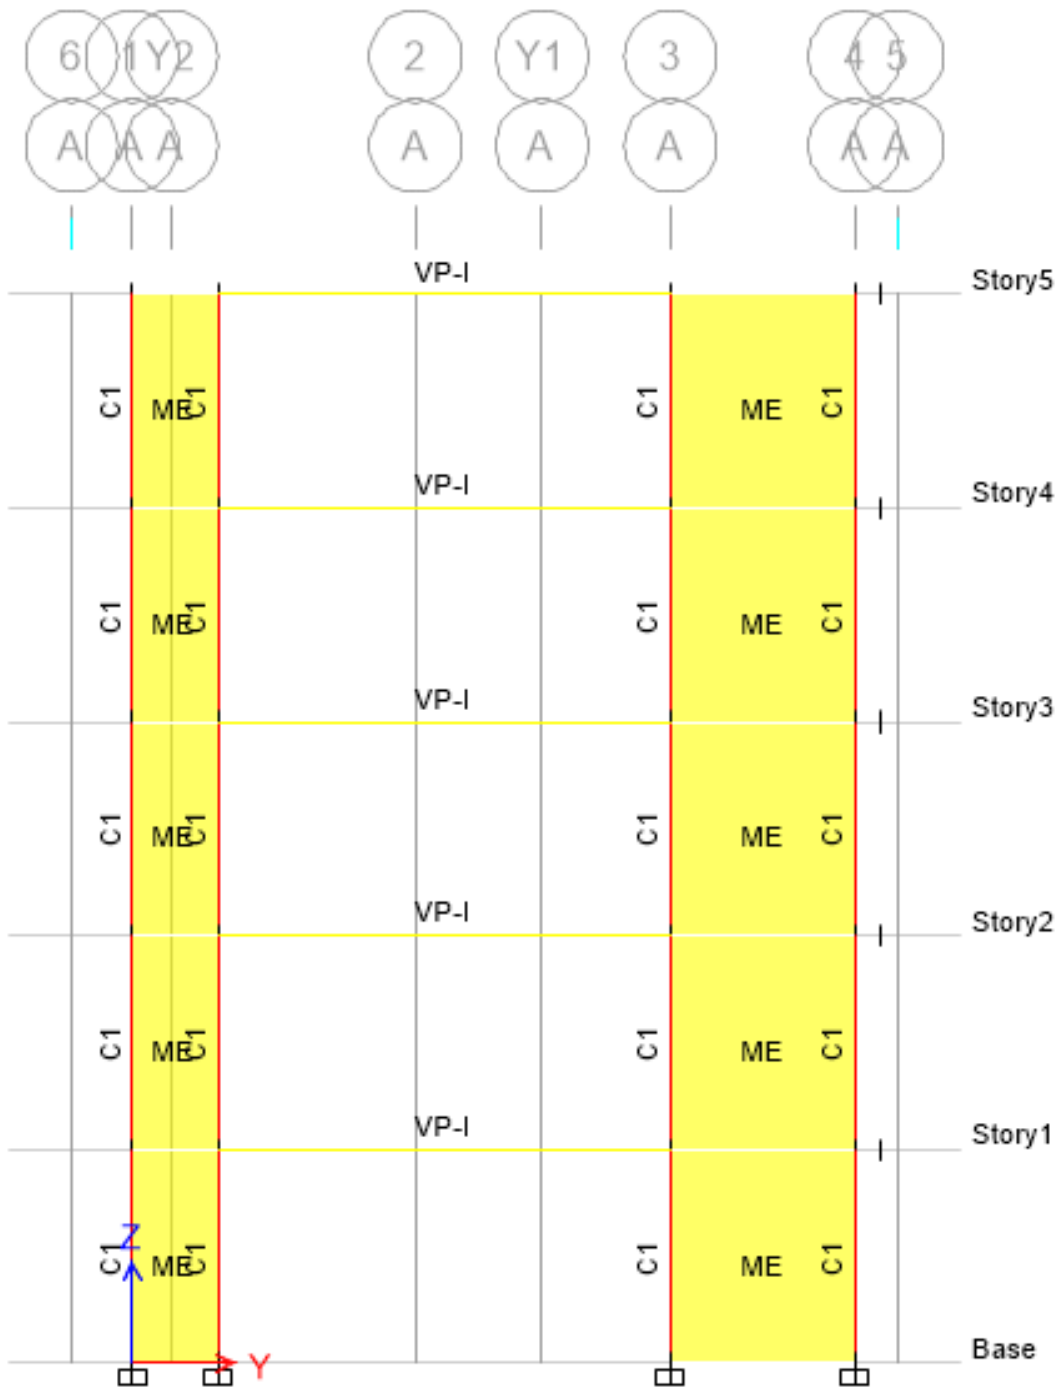 6 1 Y2 2 Y1 3 4 5
A A A A A A A A
VP-I Story5
C1 ME C1 C1 ME C1
VP-I Story4
C1 ME C1 C1 ME C1
VP-I Story3
C1 ME C1 C1 ME C1
VP-I Story2
C1 ME C1 C1 ME C1
VP-I Story1
Z
C1 ME C1 C1 ME C1
Y Base